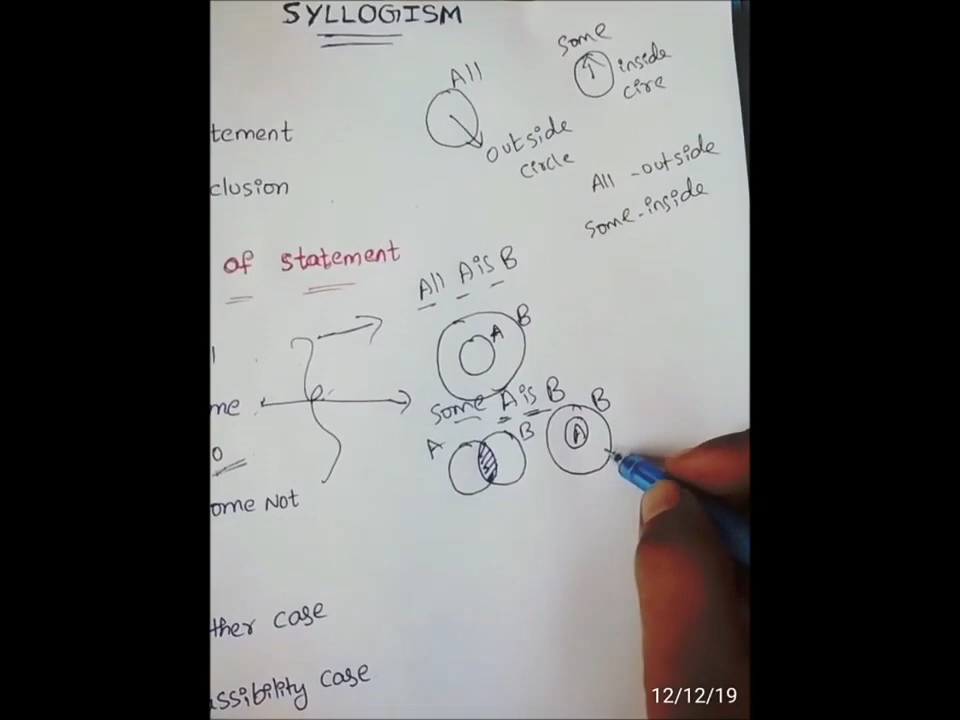 SYLLOGISM
All
outside
circle
some
inside
cire
All - outside
some - inside
tement
clusion
of statement
All A is B
B
A
l
me
o
ome Not
Some A is B
A
B
B
A
ther case
ssibility case
12/12/19